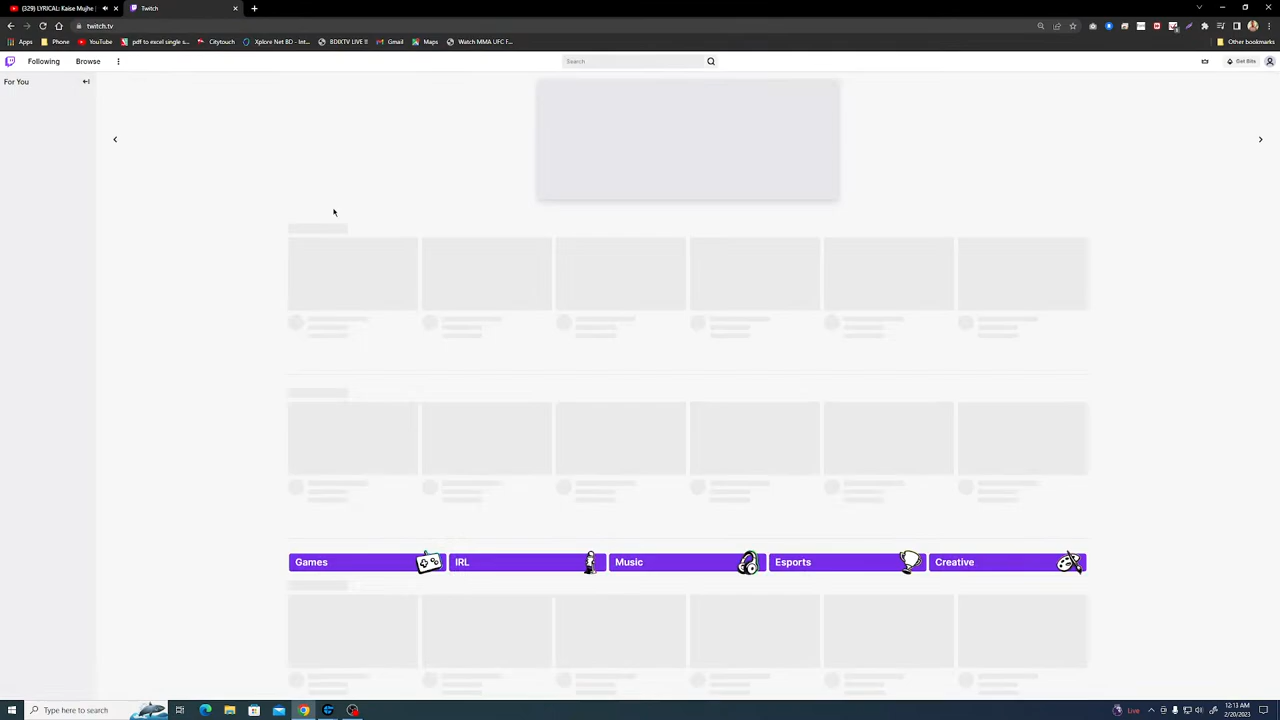 (329) LYRICAL: Kaise Mujhe |
Twitch
twitch.tv
Apps
Phone
YouTube
pdf to excel single s...
Citytouch
Xplore Net BD - Int...
BDIXTV LIVE !!
Gmail
Maps
Watch MMA UFC F...
Other bookmarks
Following
Browse
Search
Get Bits
For You
Games
IRL
Music
Esports
Creative
Type here to search
Live
12:13 AM
2/20/2023